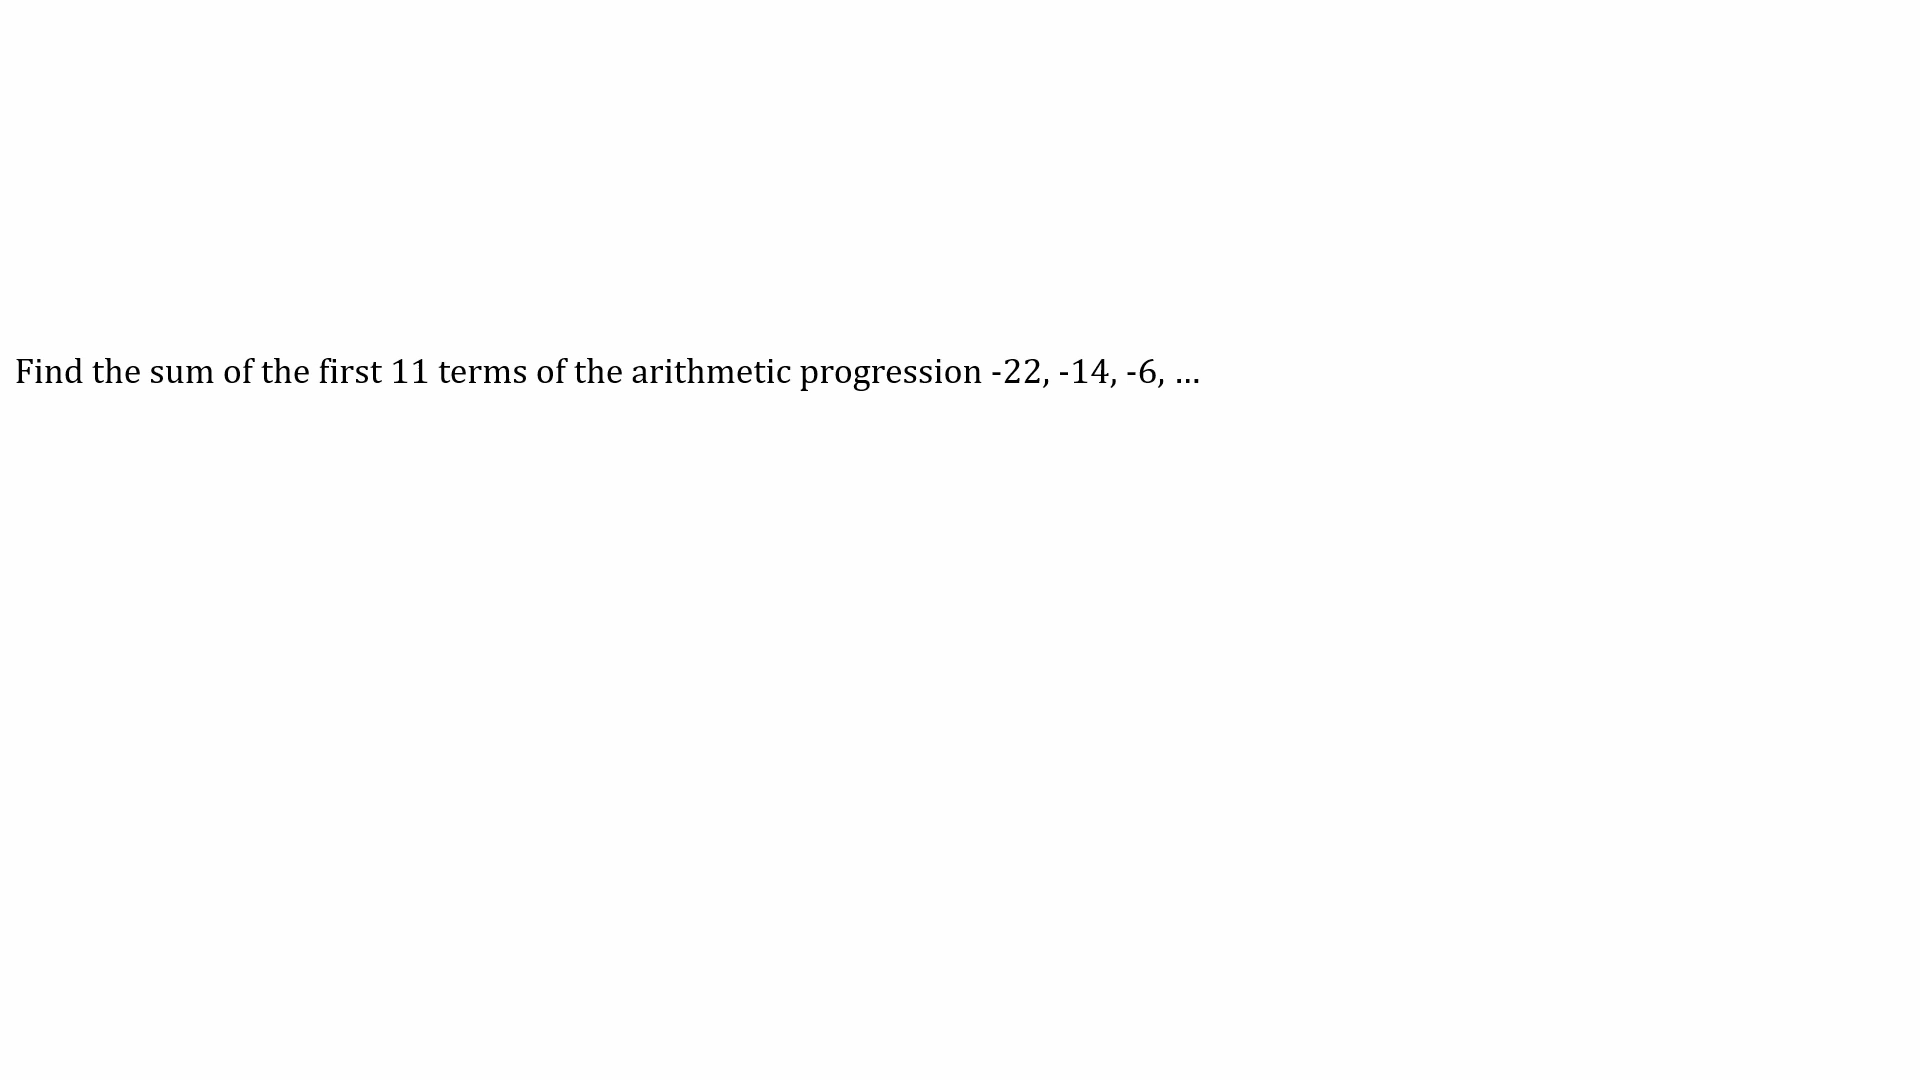 Find the sum of the first 11 terms of the arithmetic progression -22, -14, -6, ...